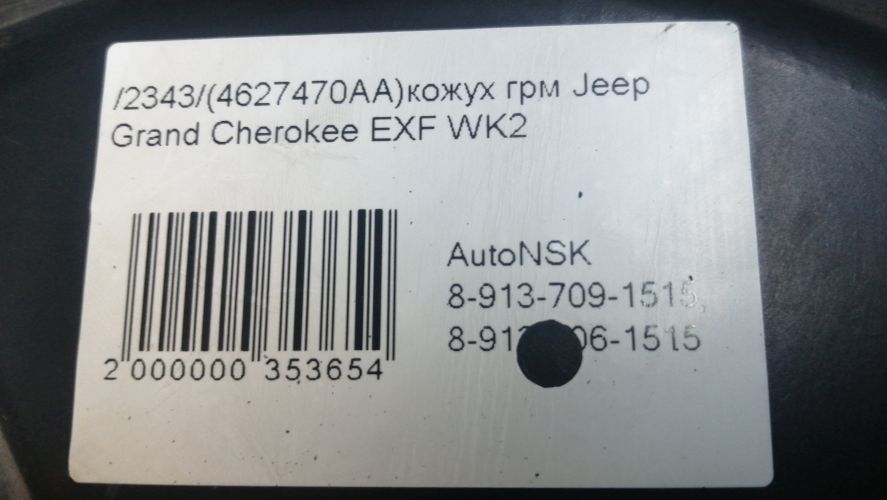 /2343/(4627470AA)кожух грм Jeep
Grand Cherokee EXF WK2
AutoNSK
8-913-709-1515,
2 000000 353654